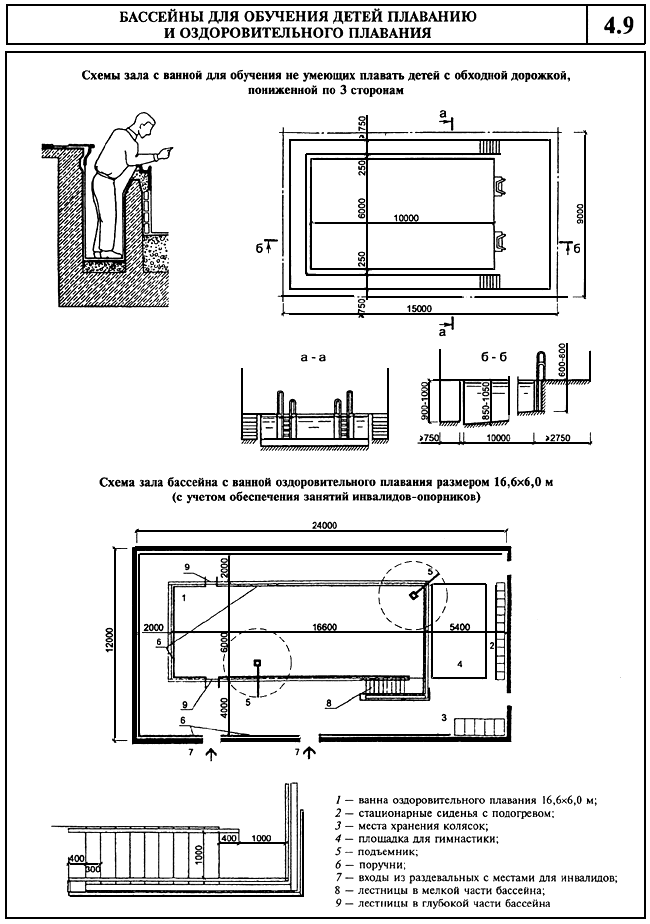 БАССЕЙНЫ ДЛЯ ОБУЧЕНИЯ ДЕТЕЙ ПЛАВАНИЮ
И ОЗДОРОВИТЕЛЬНОГО ПЛАВАНИЯ
4.9
Схемы зала с ванной для обучения не умеющих плавать детей с обходной дорожкой,
пониженной по 3 сторонам
а
≥750
250
6000
10000
9000
б
б
250
≥750
15000
а
а - а
б - б
600-800
900-1000
850-1050
≥750
10000
≥2750
Схема зала бассейна с ванной оздоровительного плавания размером 16,6×6,0 м
(с учетом обеспечения занятий инвалидов-опорников)
24000
9
2000
5
1
12000
2000
6000
16600
5400
2
6
4
9
4000
5
8
3
6
7
7
400
1000
1000
400
300
1 — ванна оздоровительного плавания 16,6×6,0 м;
2 — стационарные сиденья с подогревом;
3 — места хранения колясок;
4 — площадка для гимнастики;
5 — подъемник;
6 — поручни;
7 — входы из раздевальных с местами для инвалидов;
8 — лестницы в мелкой части бассейна;
9 — лестницы в глубокой части бассейна